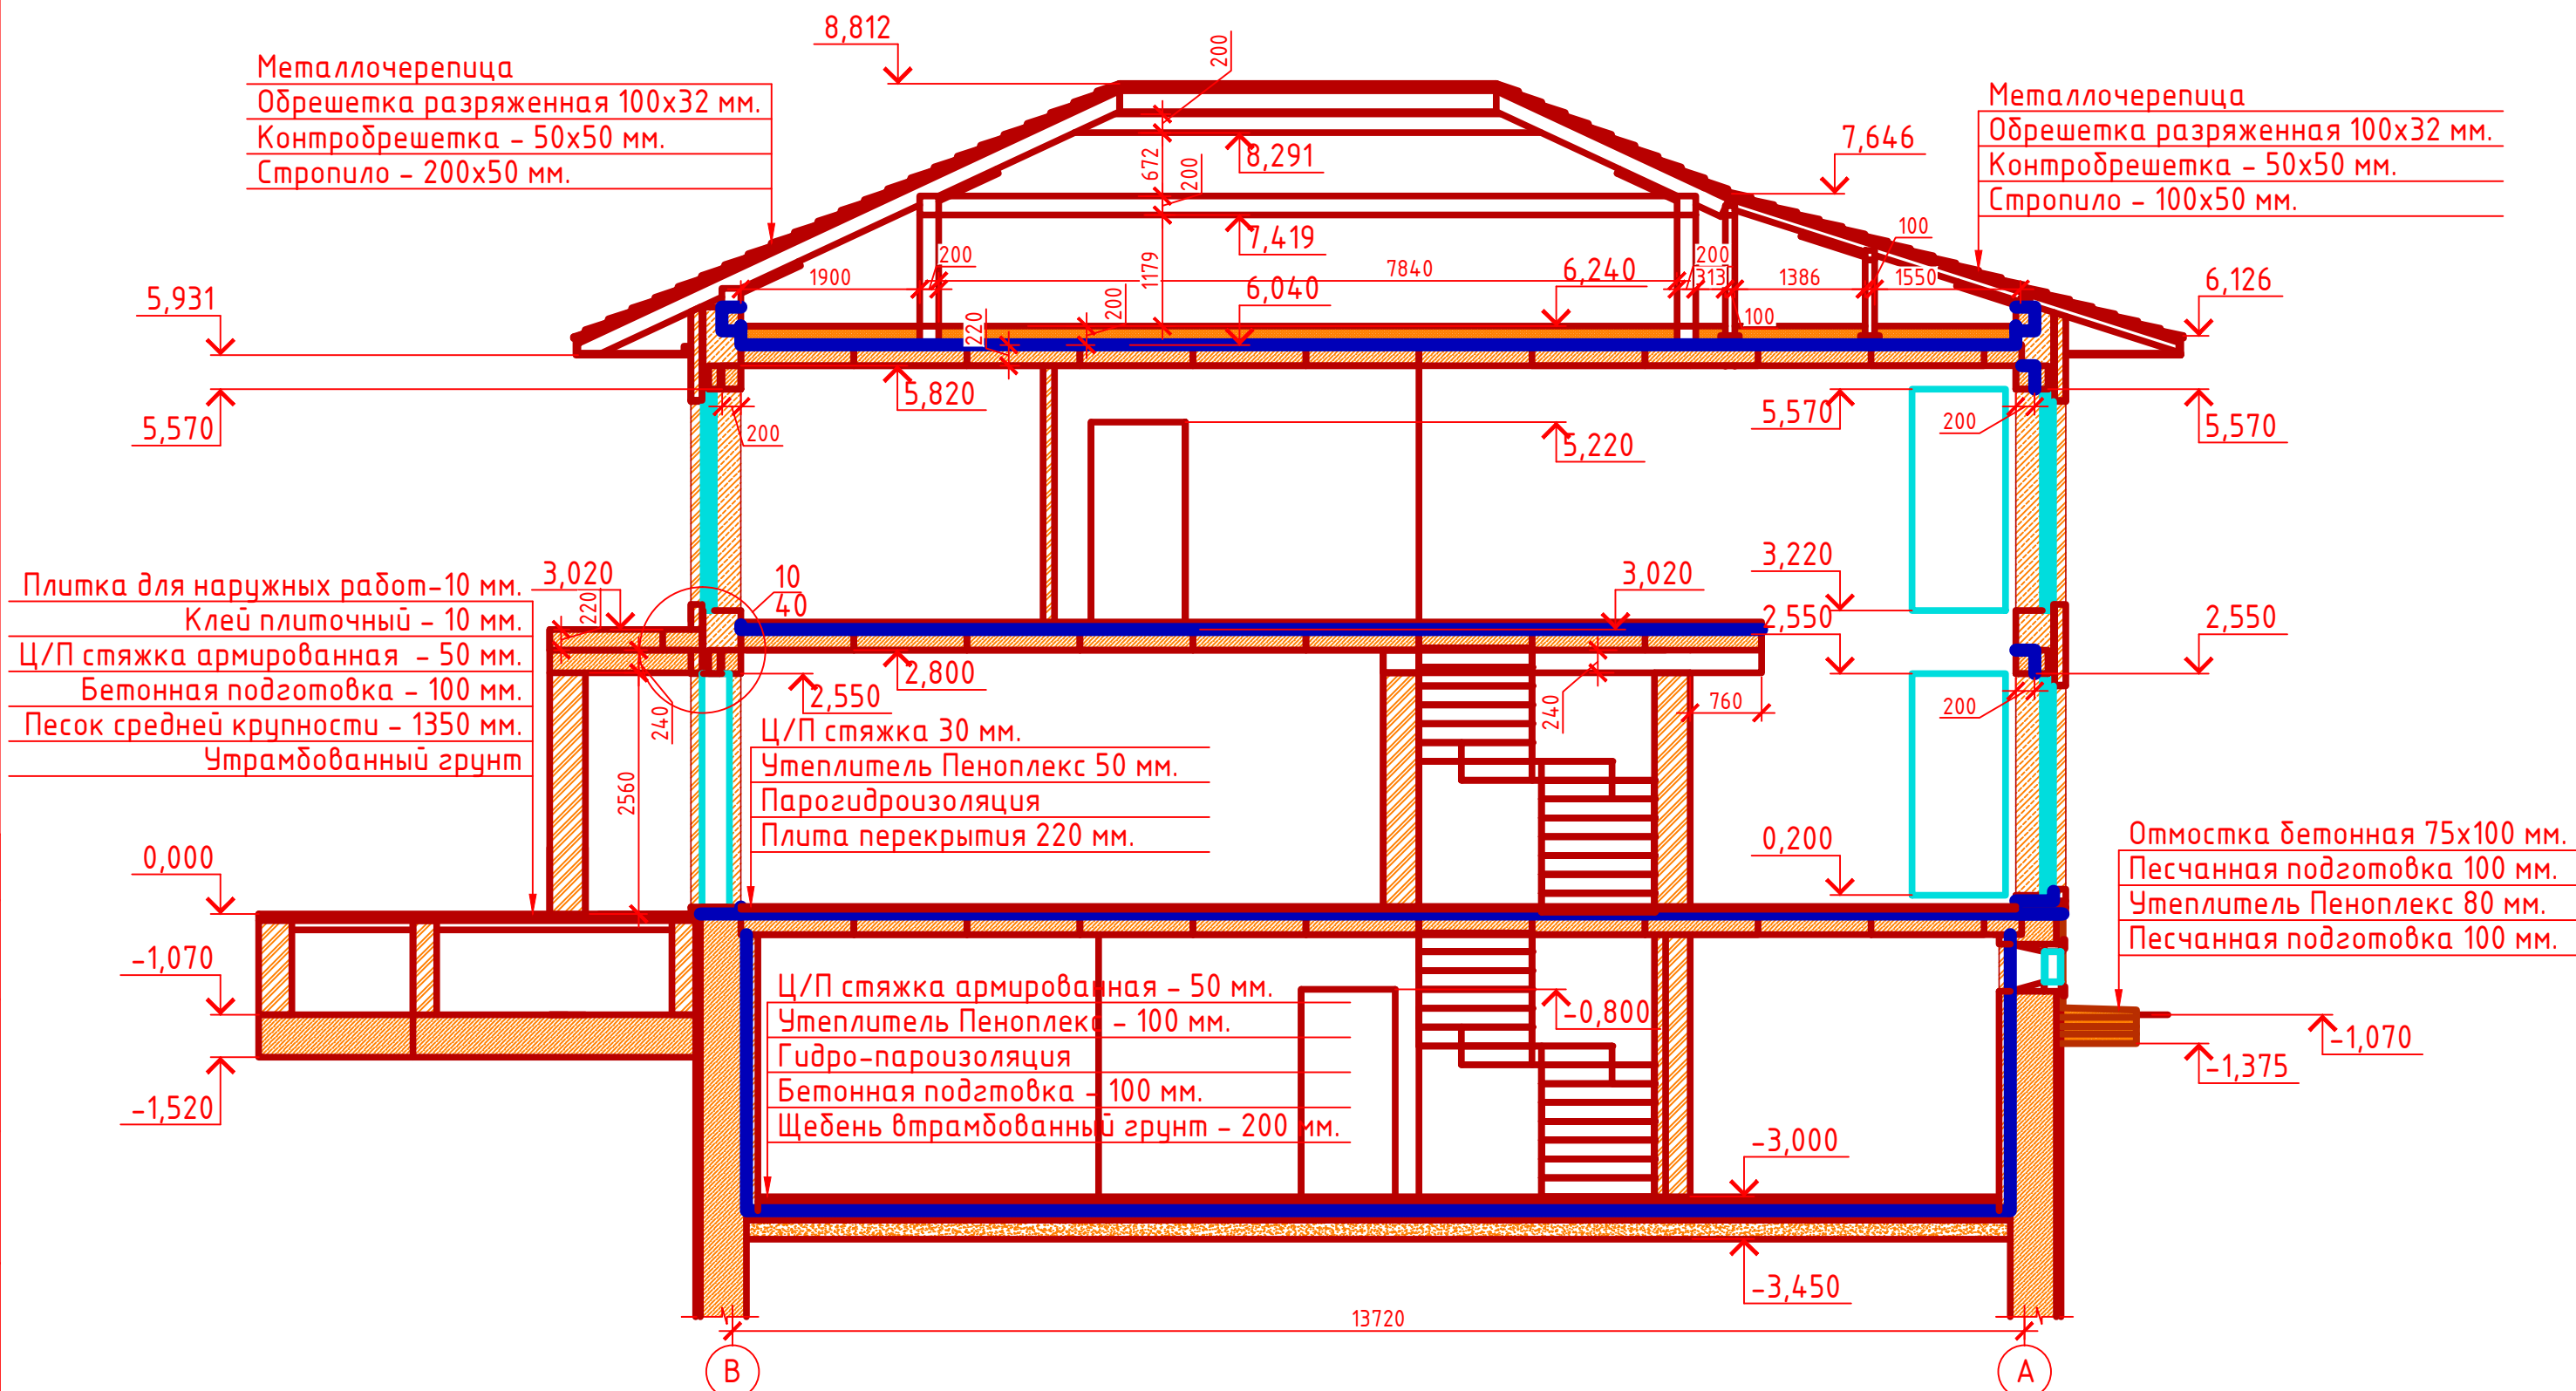 8,812
200
Металлочерепица
Обрешетка разряженная 100х32 мм.
Контробрешетка - 50х50 мм.
Стропило - 200х50 мм.
Металлочерепица
Обрешетка разряженная 100х32 мм.
Контробрешетка - 50х50 мм.
Стропило - 100х50 мм.
7,646
8,291
672
200
7,419
100
1900
200
1179
7840
6,240
200
313
1386
1550
6,040
5,931
6,126
220
200
100
5,820
5,570
200
5,220
5,570
200
5,570
3,220
Плитка для наружных работ-10 мм.
Клей плиточный - 10 мм.
Ц/П стяжка армированная - 50 мм.
Бетонная подготовка - 100 мм.
Песок средней крупности - 1350 мм.
Утрамбованный грунт
3,020
220
10
40
3,020
2,550
2,550
2,800
2,550
240
240
760
200
2560
Ц/П стяжка 30 мм.
Утеплитель Пеноплекс 50 мм.
Парогидроизоляция
Плита перекрытия 220 мм.
0,200
0,000
Отмостка бетонная 75х100 мм.
Песчанная подготовка 100 мм.
Утеплитель Пеноплекс 80 мм.
Песчанная подготовка 100 мм.
-1,070
-1,520
Ц/П стяжка армированная - 50 мм.
Утеплитель Пеноплекс - 100 мм.
Гидро-пароизоляция
Бетонная подготовка - 100 мм.
Щебень втрамбованный грунт - 200 мм.
-0,800
-1,070
-1,375
-3,000
-3,450
13720
В
А